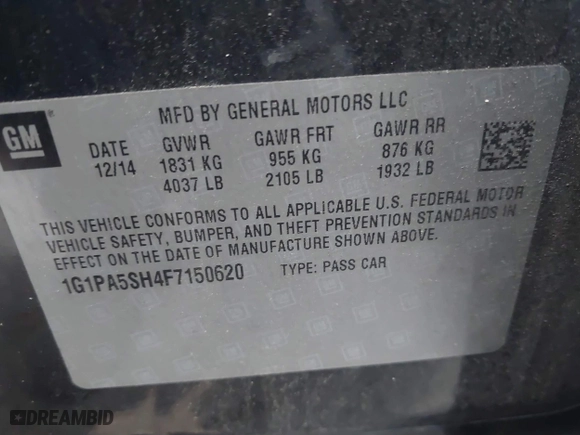 MFD BY GENERAL MOTORS LLC
GM
DATE GVWR GAWR FRT GAWR RR
12/14 1831 KG 955 KG 876 KG
4037 LB 2105 LB 1932 LB
THIS VEHICLE CONFORMS TO ALL APPLICABLE U.S. FEDERAL MOTOR
VEHICLE SAFETY, BUMPER, AND THEFT PREVENTION STANDARDS IN
EFFECT ON THE DATE OF MANUFACTURE SHOWN ABOVE.
1G1PA5SH4F7150620 TYPE: PASS CAR
DREAMBID